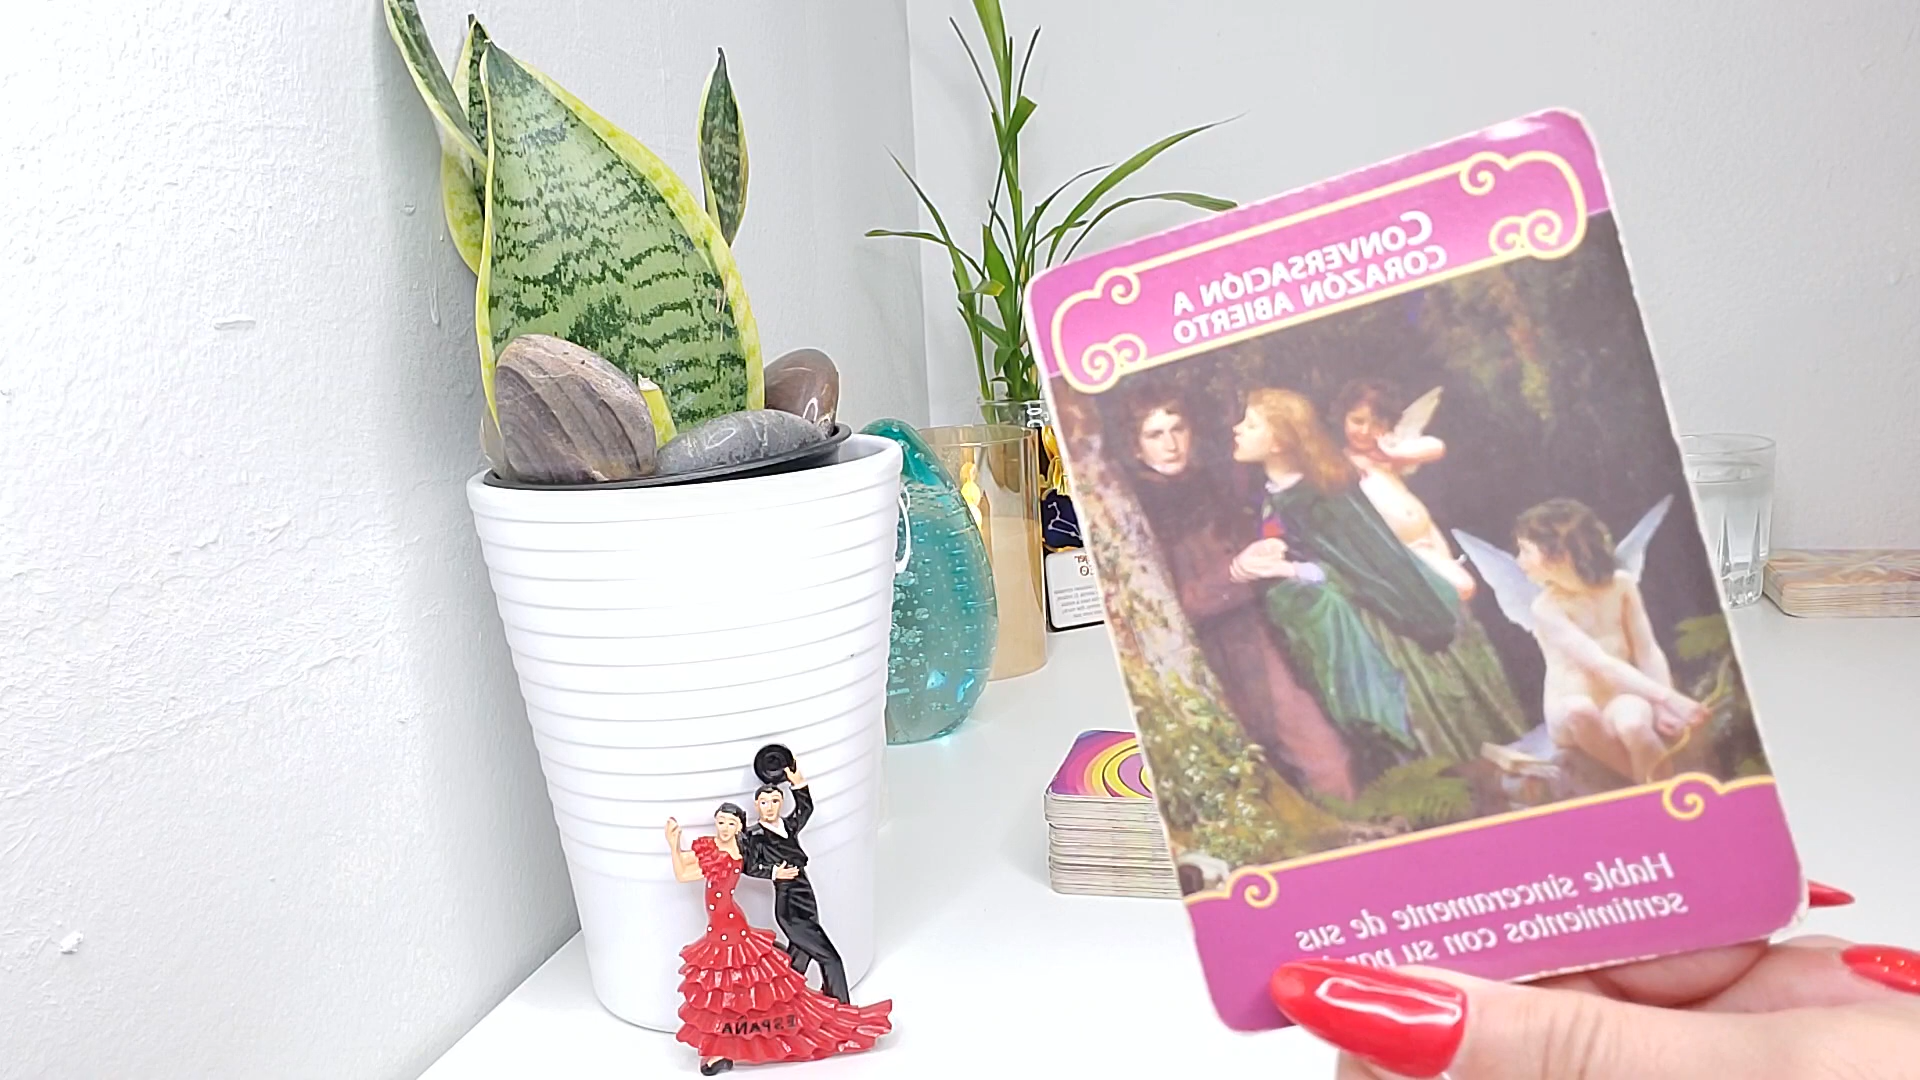 CONVERSACIÓN A
CORAZÓN ABIERTO
Hable sinceramente de sus
sentimientos con su
ESPAÑA